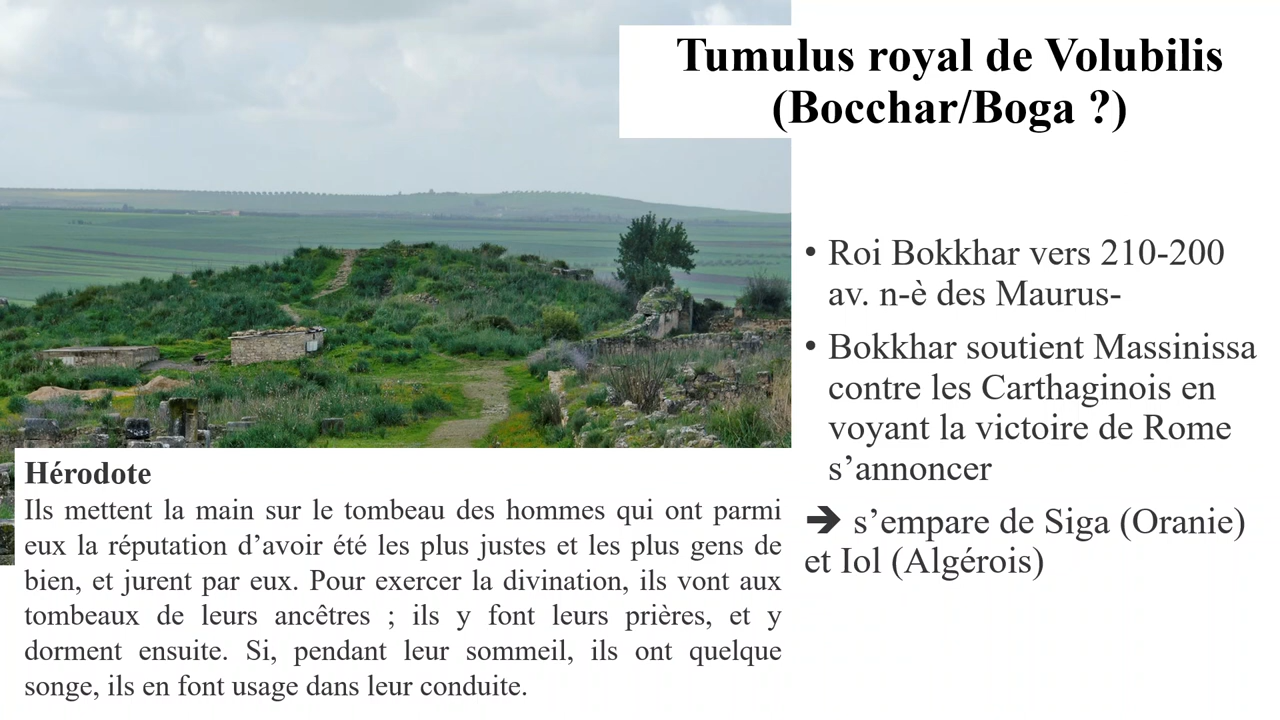 Tumulus royal de Volubilis
(Bocchar/Boga ?)
• Roi Bokkhar vers 210-200
av. n-è des Maurus-
• Bokkhar soutient Massinissa
contre les Carthaginois en
voyant la victoire de Rome
s’annoncer
➔ s’empare de Siga (Oranie)
et Iol (Algérois)
Hérodote
Ils mettent la main sur le tombeau des hommes qui ont parmi
eux la réputation d’avoir été les plus justes et les plus gens de
bien, et jurent par eux. Pour exercer la divination, ils vont aux
tombeaux de leurs ancêtres ; ils y font leurs prières, et y
dorment ensuite. Si, pendant leur sommeil, ils ont quelque
songe, ils en font usage dans leur conduite.